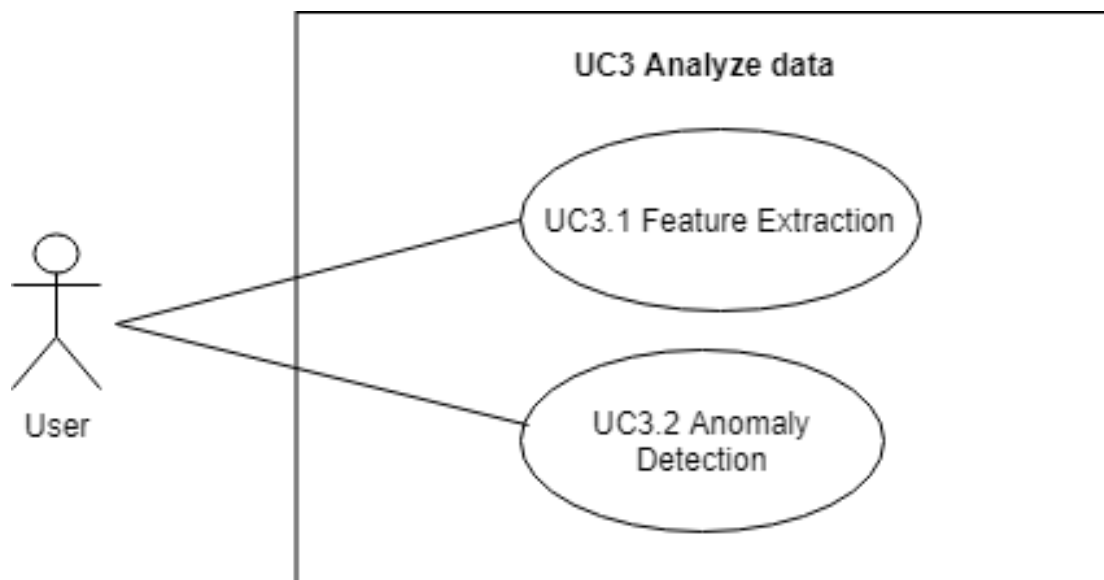 UC3 Analyze data
UC3.1 Feature Extraction
User
UC3.2 Anomaly
Detection